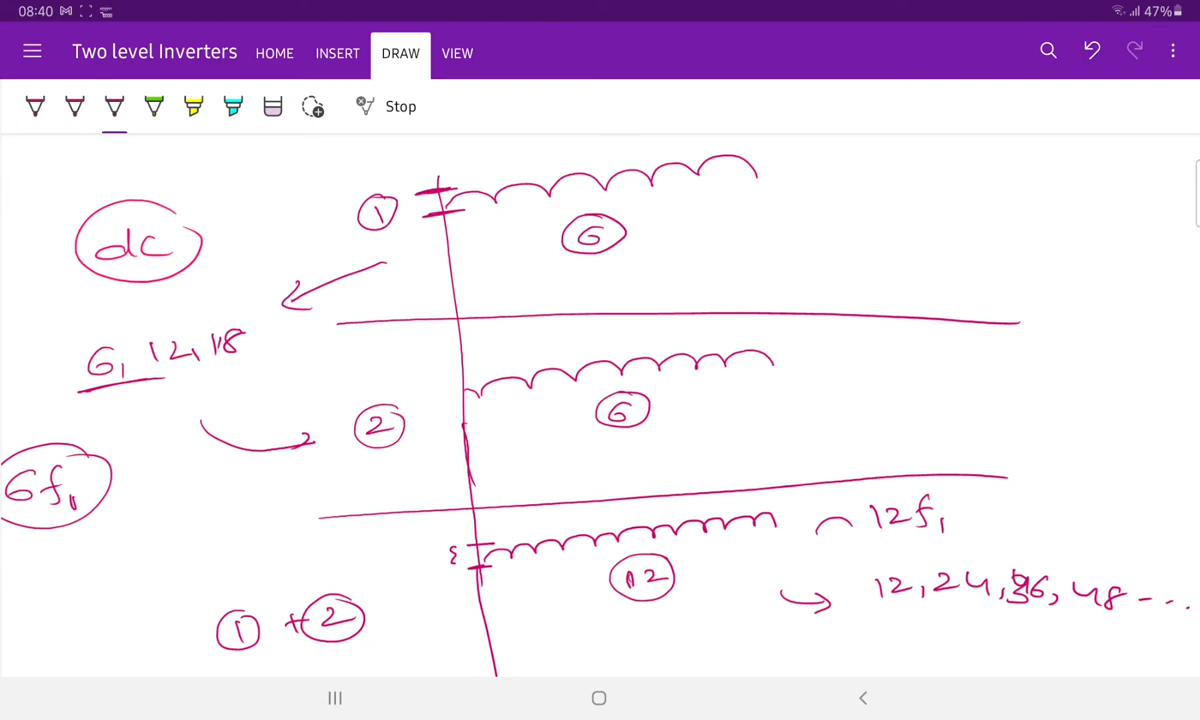 08:40 47%
Two level Inverters HOME INSERT DRAW VIEW
Stop
dc
1
6
6, 12, 18
2
6
6f1
12f1
12
12, 24, 36, 48 - ...
1 + 2